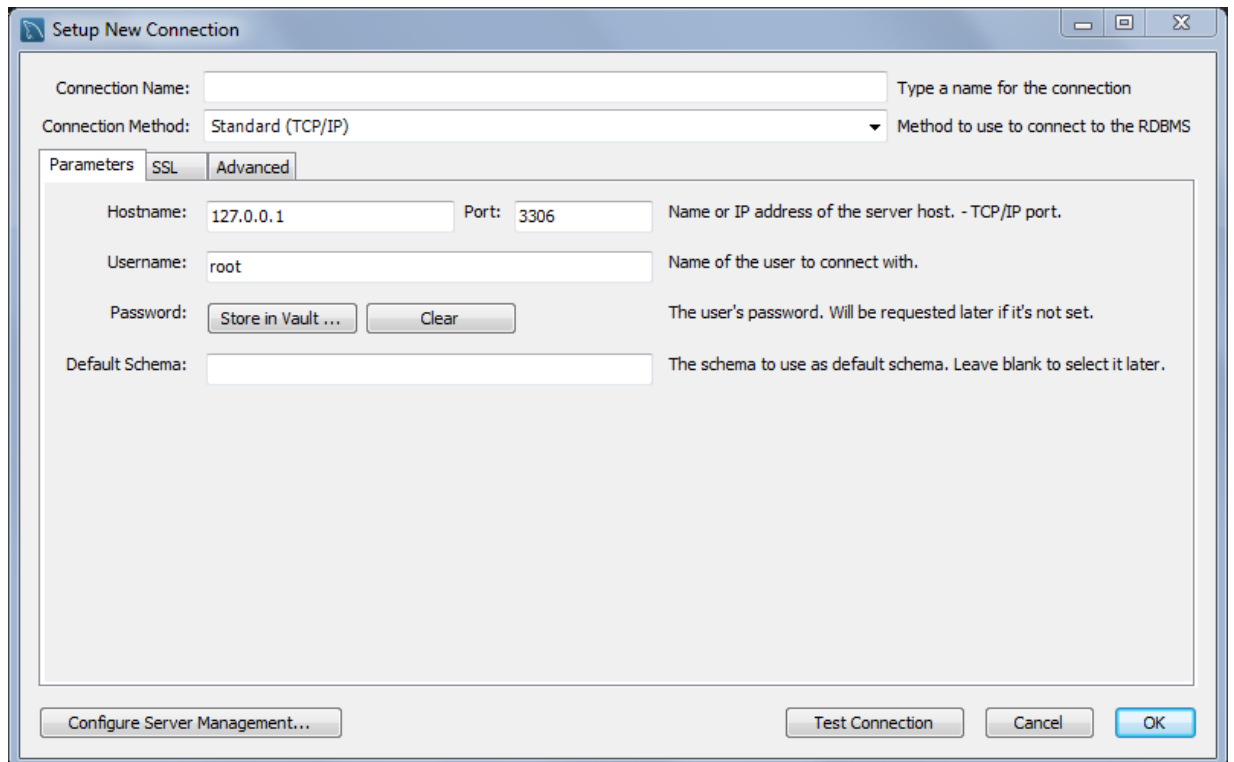 Setup New Connection
Connection Name: Type a name for the connection
Connection Method: Standard (TCP/IP) Method to use to connect to the RDBMS
Parameters SSL Advanced
Hostname: 127.0.0.1 Port: 3306 Name or IP address of the server host. - TCP/IP port.
Username: root Name of the user to connect with.
Password: Store in Vault ... Clear The user's password. Will be requested later if it's not set.
Default Schema: The schema to use as default schema. Leave blank to select it later.
Configure Server Management... Test Connection Cancel OK